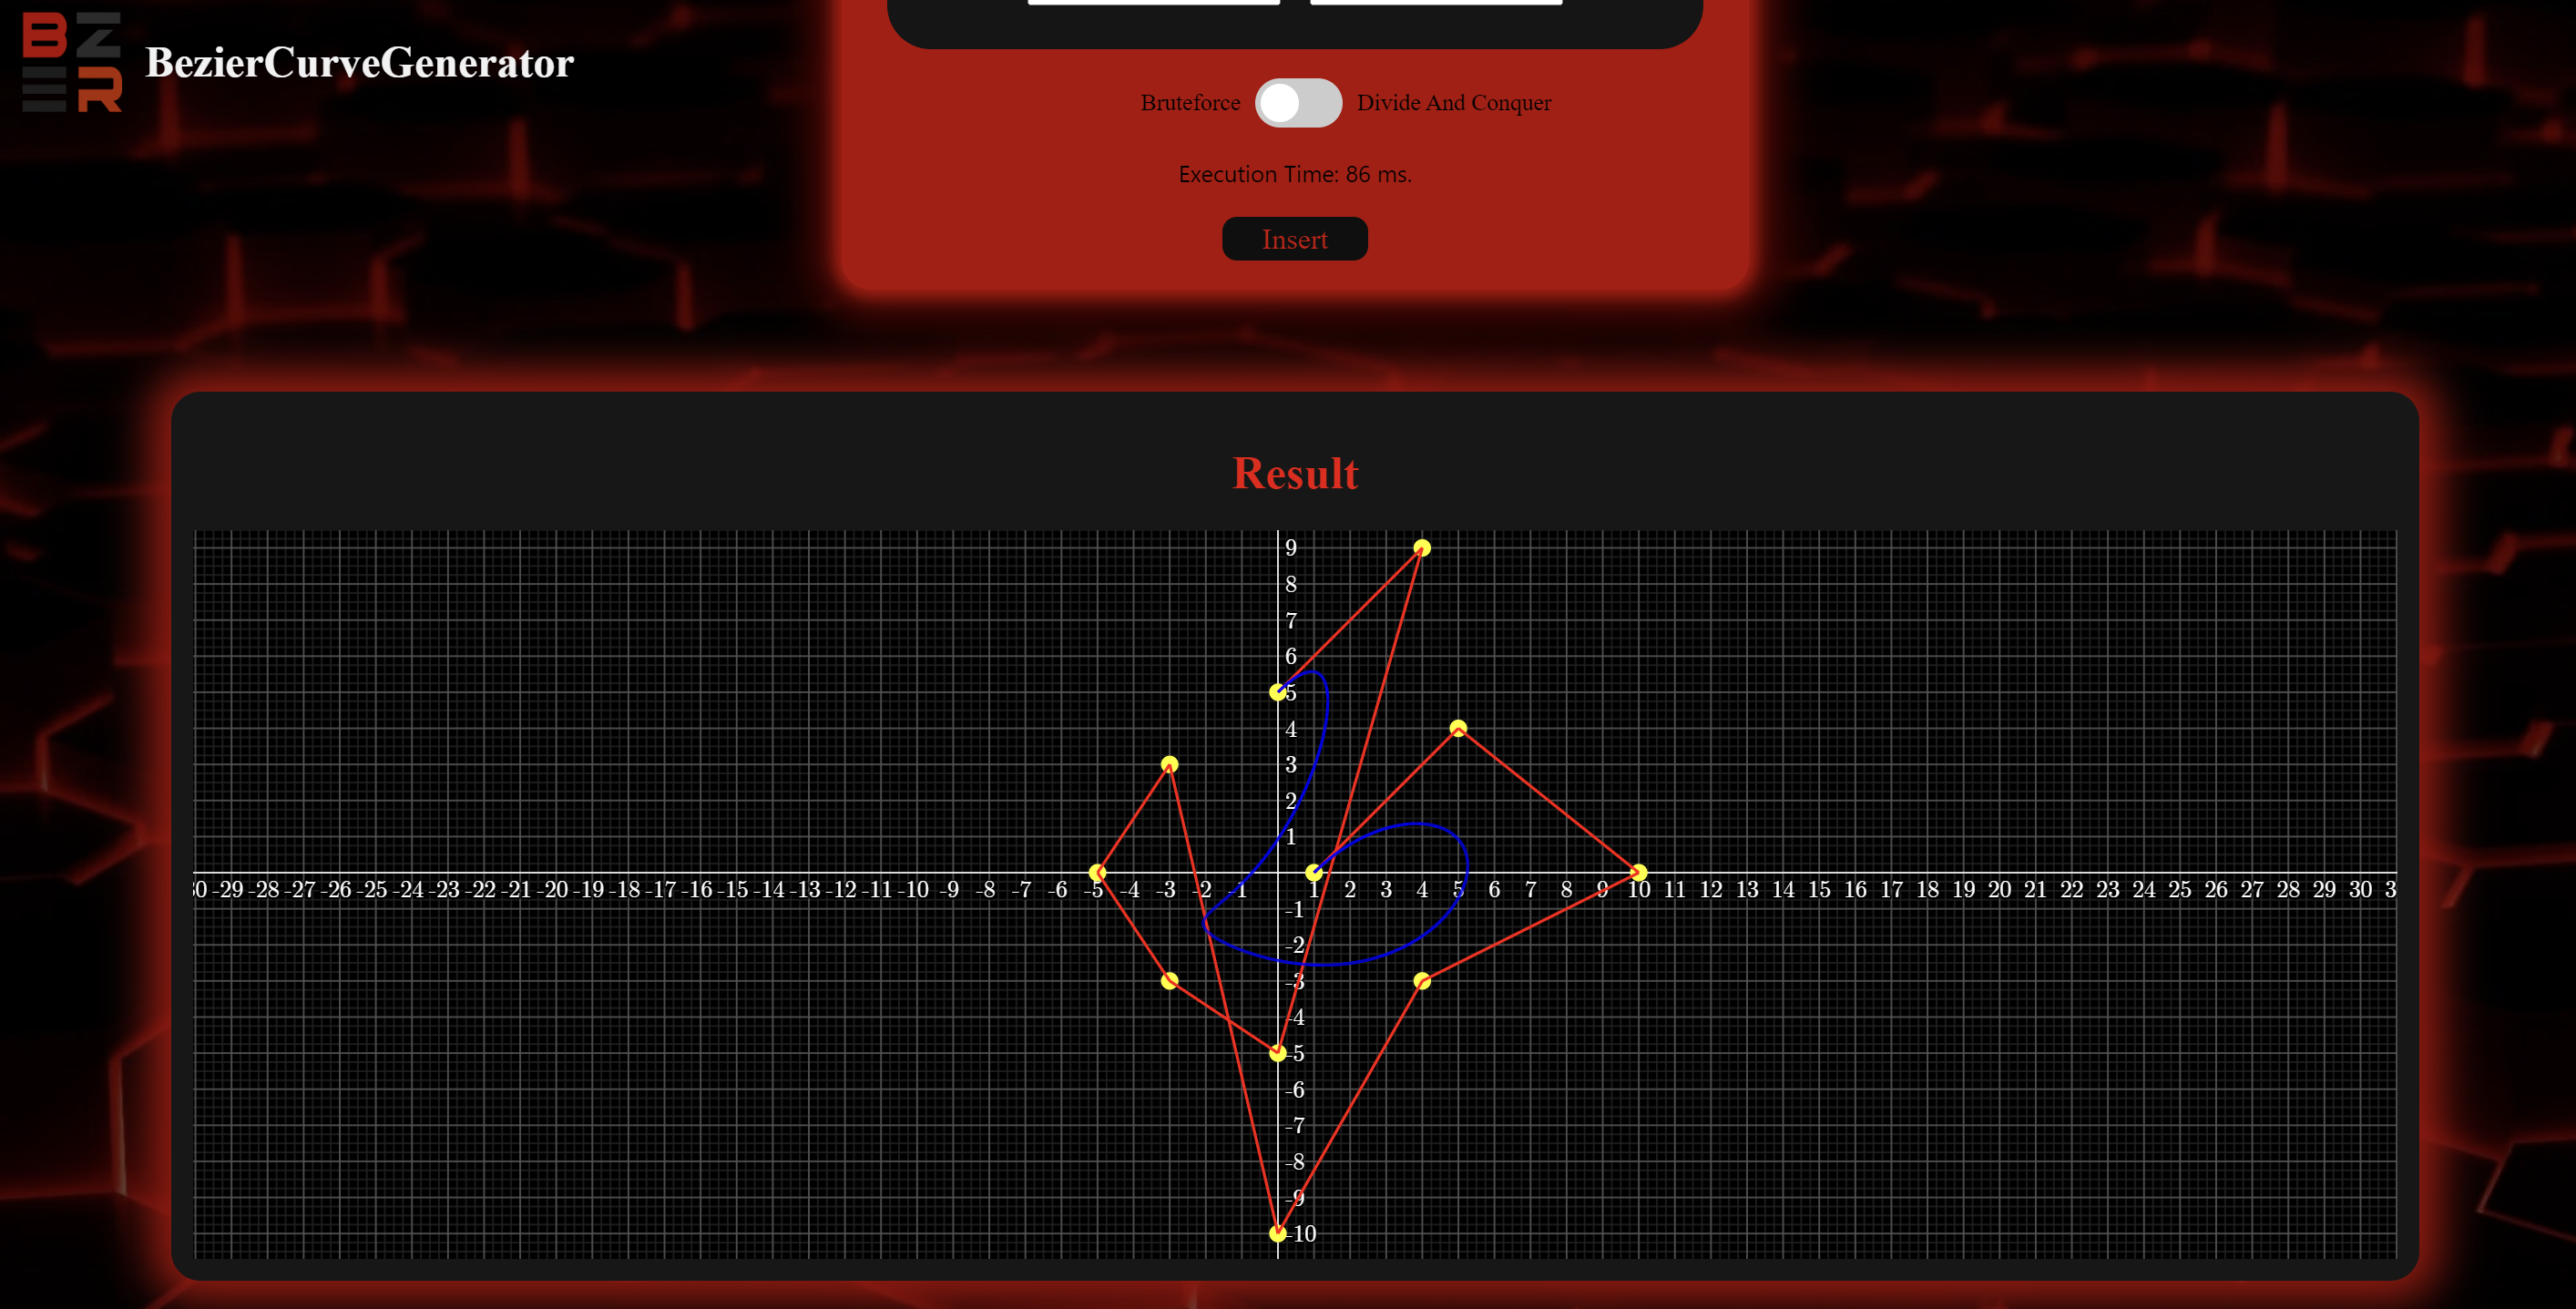 BZ
ER
BezierCurveGenerator
Bruteforce Divide And Conquer
Execution Time: 86 ms.
Insert
Result
9
8
7
6
5
4
3
2
1
-29 -28 -27 -26 -25 -24 -23 -22 -21 -20 -19 -18 -17 -16 -15 -14 -13 -12 -11 -10 -9 -8 -7 -6 -5 -4 -3 -2 -1 1 2 3 4 5 6 7 8 9 10 11 12 13 14 15 16 17 18 19 20 21 22 23 24 25 26 27 28 29 30
-1
-2
-3
-4
-5
-6
-7
-8
-9
-10